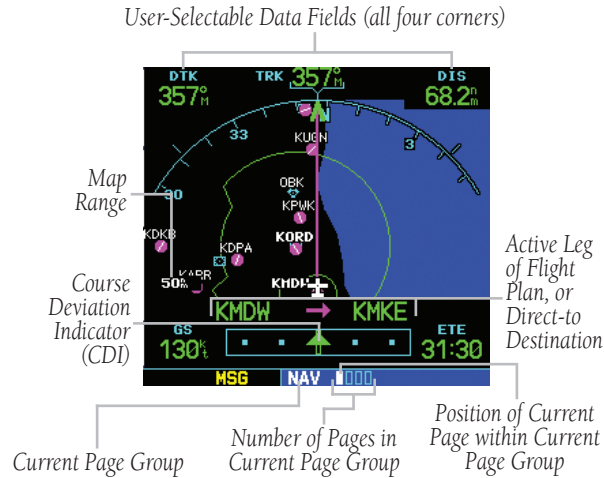 User-Selectable Data Fields (all four corners)
DTK
TRK 357°M
DIS
357°M
68.2nm
N
33
3
KUGN
30
OBK
KPWK
KORD
KDKB
KDPA
KARR
50nm
KMDW
KMDW → KMKE
GS
ETE
130kt
31:30
MSG
NAV
Map
Range
Course
Deviation
Indicator
(CDI)
Active Leg
of Flight
Plan, or
Direct-to
Destination
Current Page Group
Number of Pages in
Current Page Group
Position of Current
Page within Current
Page Group